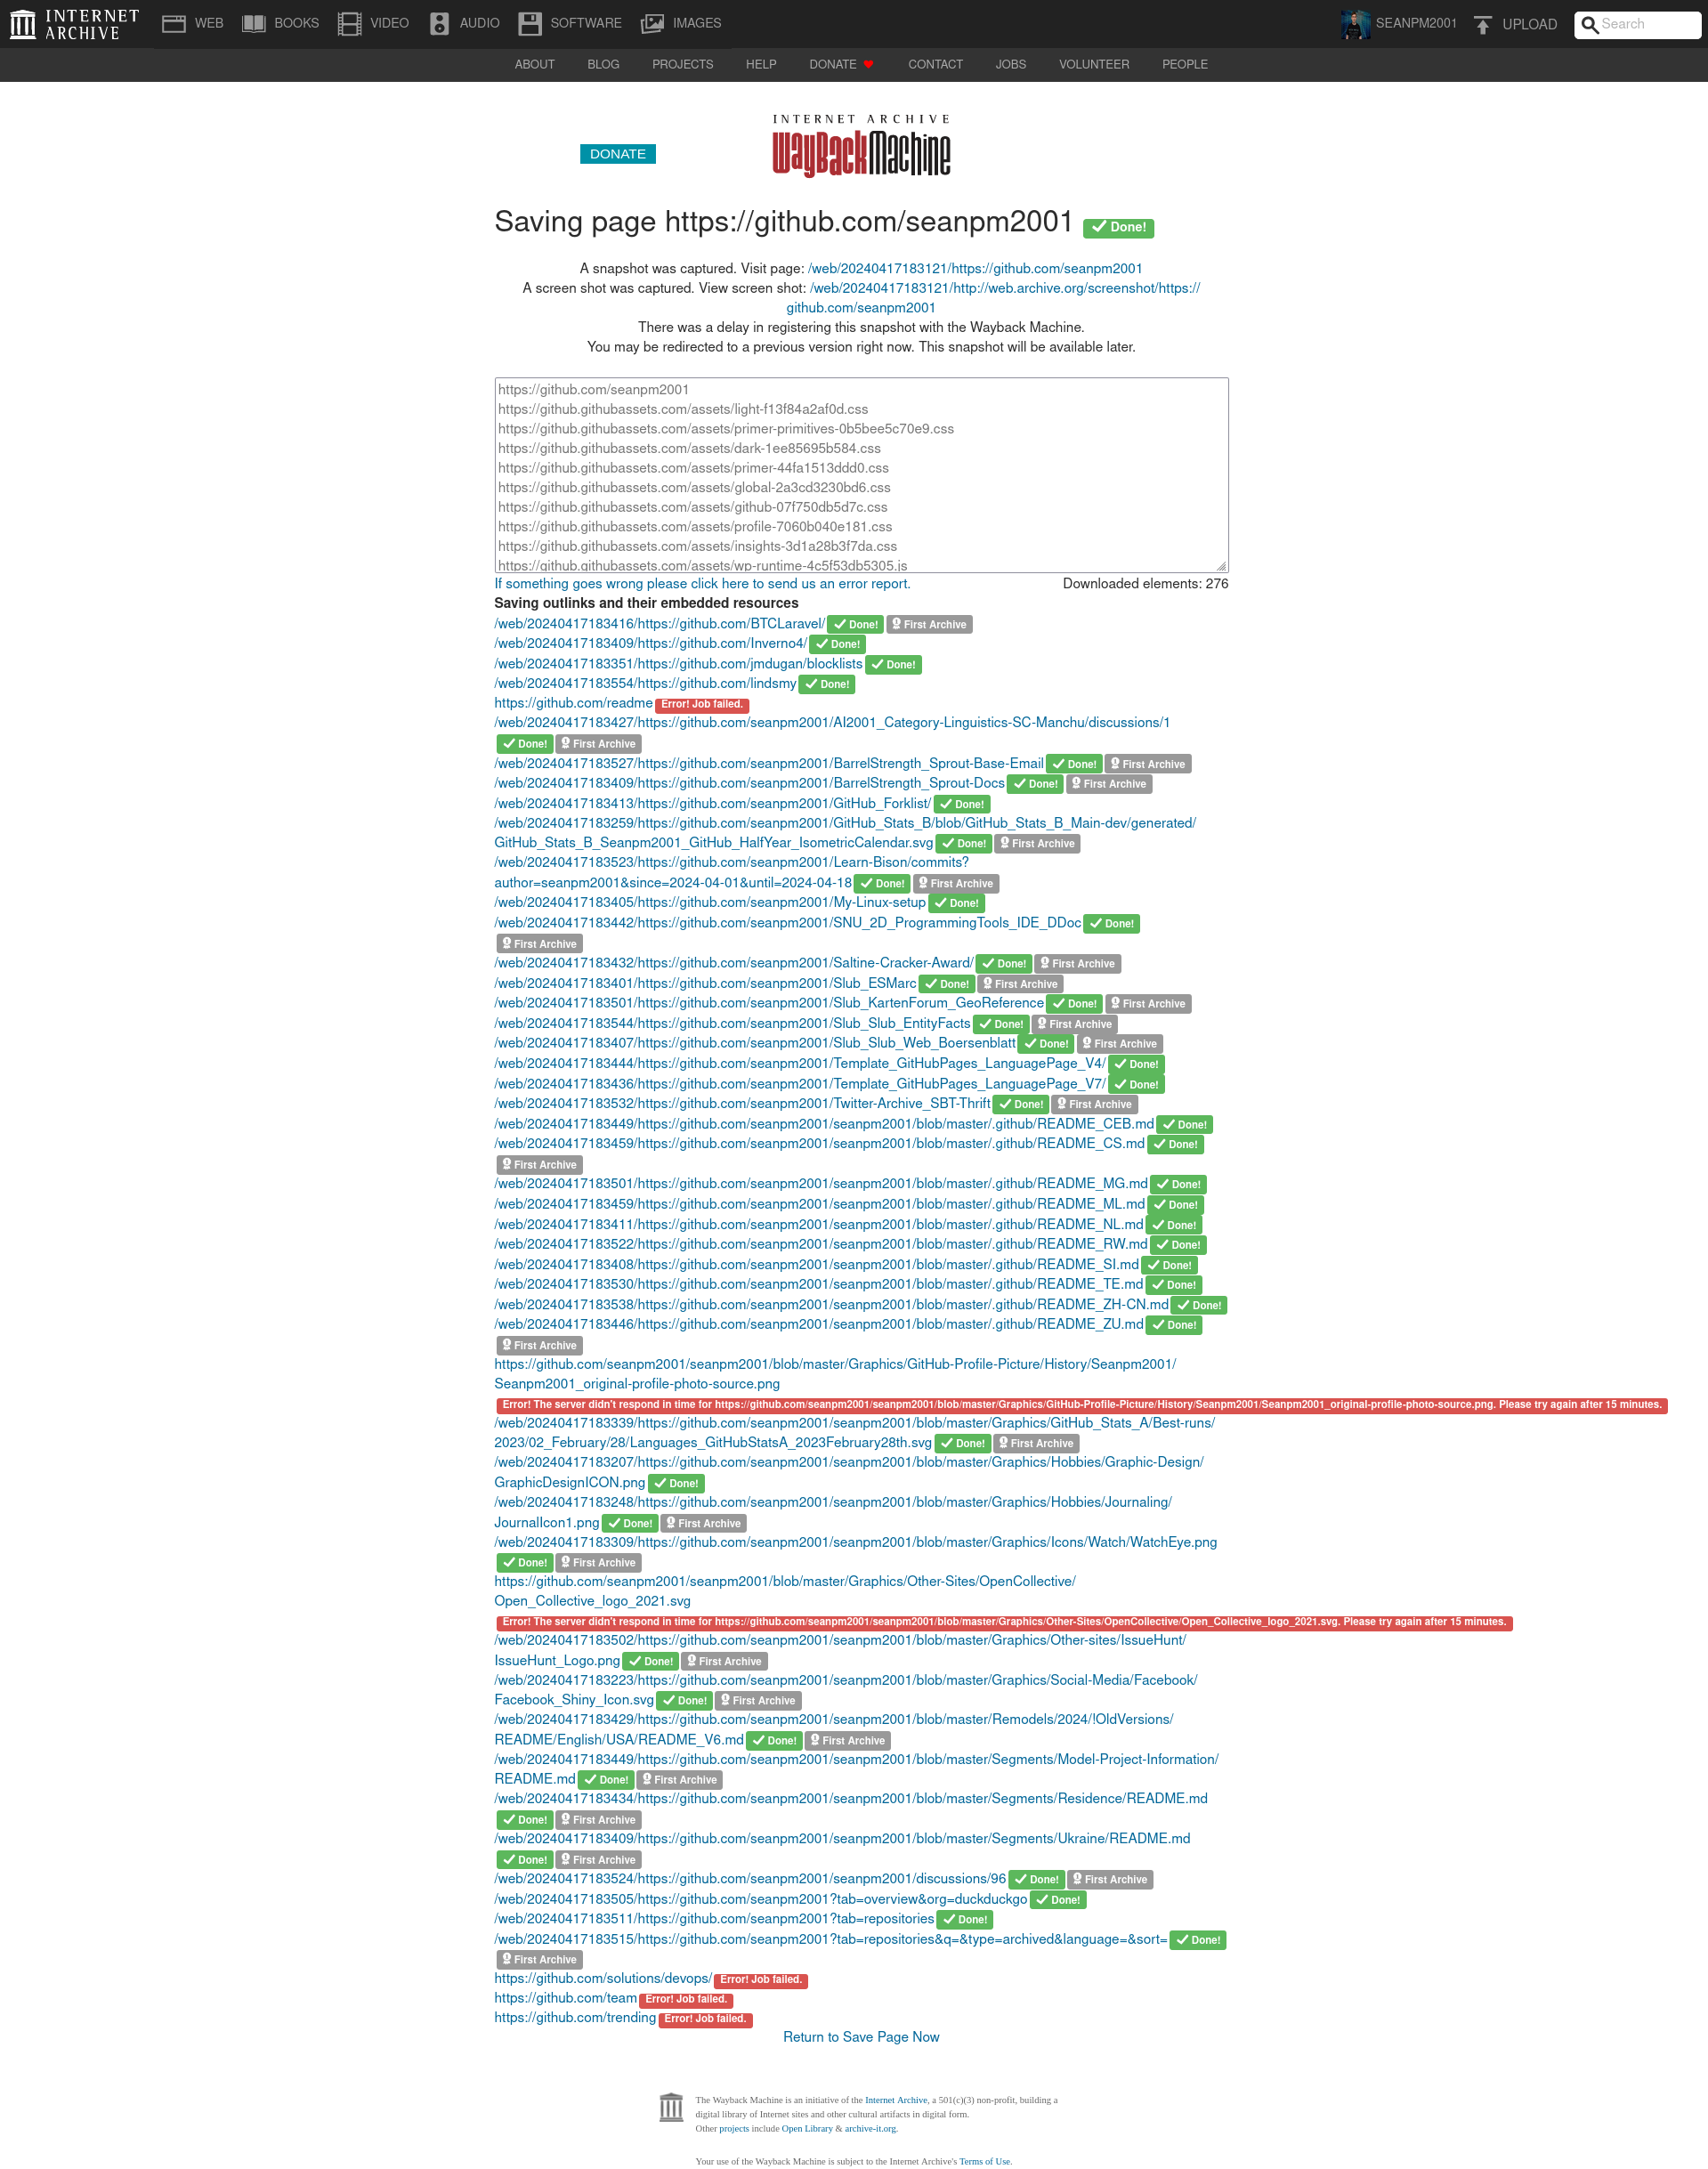 INTERNET ARCHIVE WEB BOOKS VIDEO AUDIO SOFTWARE IMAGES SEANPM2001 UPLOAD Search
ABOUT BLOG PROJECTS HELP DONATE CONTACT JOBS VOLUNTEER PEOPLE
INTERNET ARCHIVE
DONATE WayBackMachine
Saving page https://github.com/seanpm2001 Done!
A snapshot was captured. Visit page: /web/20240417183121/https://github.com/seanpm2001
A screen shot was captured. View screen shot: /web/20240417183121/http://web.archive.org/screenshot/https://
github.com/seanpm2001
There was a delay in registering this snapshot with the Wayback Machine.
You may be redirected to a previous version right now. This snapshot will be available later.
https://github.com/seanpm2001
https://github.githubassets.com/assets/light-f13f84a2af0d.css
https://github.githubassets.com/assets/primer-primitives-0b5bee5c70e9.css
https://github.githubassets.com/assets/dark-1ee85695b584.css
https://github.githubassets.com/assets/primer-44fa1513ddd0.css
https://github.githubassets.com/assets/global-2a3cd3230bd6.css
https://github.githubassets.com/assets/github-07f750db5d7c.css
https://github.githubassets.com/assets/profile-7060b040e181.css
https://github.githubassets.com/assets/insights-3d1a28b3f7da.css
https://github.githubassets.com/assets/wp-runtime-4c5f53db5305.js
If something goes wrong please click here to send us an error report. Downloaded elements: 276
Saving outlinks and their embedded resources
/web/20240417183416/https://github.com/BTCLaravel/ Done! First Archive
/web/20240417183409/https://github.com/Inverno4/ Done!
/web/20240417183351/https://github.com/jmdugan/blocklists Done!
/web/20240417183554/https://github.com/lindsmy Done!
https://github.com/readme Error! Job failed.
/web/20240417183427/https://github.com/seanpm2001/AI2001_Category-Linguistics-SC-Manchu/discussions/1
Done! First Archive
/web/20240417183527/https://github.com/seanpm2001/BarrelStrength_Sprout-Base-Email Done! First Archive
/web/20240417183409/https://github.com/seanpm2001/BarrelStrength_Sprout-Docs Done! First Archive
/web/20240417183413/https://github.com/seanpm2001/GitHub_Forklist/ Done!
/web/20240417183259/https://github.com/seanpm2001/GitHub_Stats_B/blob/GitHub_Stats_B_Main-dev/generated/
GitHub_Stats_B_Seanpm2001_GitHub_HalfYear_IsometricCalendar.svg Done! First Archive
/web/20240417183523/https://github.com/seanpm2001/Learn-Bison/commits?
author=seanpm2001&since=2024-04-01&until=2024-04-18 Done! First Archive
/web/20240417183405/https://github.com/seanpm2001/My-Linux-setup Done!
/web/20240417183442/https://github.com/seanpm2001/SNU_2D_ProgrammingTools_IDE_DDoc Done!
First Archive
/web/20240417183432/https://github.com/seanpm2001/Saltine-Cracker-Award/ Done! First Archive
/web/20240417183401/https://github.com/seanpm2001/Slub_ESMarc Done! First Archive
/web/20240417183501/https://github.com/seanpm2001/Slub_KartenForum_GeoReference Done! First Archive
/web/20240417183544/https://github.com/seanpm2001/Slub_Slub_EntityFacts Done! First Archive
/web/20240417183407/https://github.com/seanpm2001/Slub_Slub_Web_Boersenblatt Done! First Archive
/web/20240417183444/https://github.com/seanpm2001/Template_GitHubPages_LanguagePage_V4/ Done!
/web/20240417183436/https://github.com/seanpm2001/Template_GitHubPages_LanguagePage_V7/ Done!
/web/20240417183532/https://github.com/seanpm2001/Twitter-Archive_SBT-Thrift Done! First Archive
/web/20240417183449/https://github.com/seanpm2001/seanpm2001/blob/master/.github/README_CEB.md Done!
/web/20240417183459/https://github.com/seanpm2001/seanpm2001/blob/master/.github/README_CS.md Done!
First Archive
/web/20240417183501/https://github.com/seanpm2001/seanpm2001/blob/master/.github/README_MG.md Done!
/web/20240417183459/https://github.com/seanpm2001/seanpm2001/blob/master/.github/README_ML.md Done!
/web/20240417183411/https://github.com/seanpm2001/seanpm2001/blob/master/.github/README_NL.md Done!
/web/20240417183522/https://github.com/seanpm2001/seanpm2001/blob/master/.github/README_RW.md Done!
/web/20240417183408/https://github.com/seanpm2001/seanpm2001/blob/master/.github/README_SI.md Done!
/web/20240417183530/https://github.com/seanpm2001/seanpm2001/blob/master/.github/README_TE.md Done!
/web/20240417183538/https://github.com/seanpm2001/seanpm2001/blob/master/.github/README_ZH-CN.md Done!
/web/20240417183446/https://github.com/seanpm2001/seanpm2001/blob/master/.github/README_ZU.md Done!
First Archive
https://github.com/seanpm2001/seanpm2001/blob/master/Graphics/GitHub-Profile-Picture/History/Seanpm2001/
Seanpm2001_original-profile-photo-source.png
Error! The server didn't respond in time for https://github.com/seanpm2001/seanpm2001/blob/master/Graphics/GitHub-Profile-Picture/History/Seanpm2001/Seanpm2001_original-profile-photo-source.png. Please try again after 15 minutes.
/web/20240417183339/https://github.com/seanpm2001/seanpm2001/blob/master/Graphics/GitHub_Stats_A/Best-runs/
2023/02_February/28/Languages_GitHubStatsA_2023February28th.svg Done! First Archive
/web/20240417183207/https://github.com/seanpm2001/seanpm2001/blob/master/Graphics/Hobbies/Graphic-Design/
GraphicDesignICON.png Done!
/web/20240417183248/https://github.com/seanpm2001/seanpm2001/blob/master/Graphics/Hobbies/Journaling/
JournalIcon1.png Done! First Archive
/web/20240417183309/https://github.com/seanpm2001/seanpm2001/blob/master/Graphics/Icons/Watch/WatchEye.png
Done! First Archive
https://github.com/seanpm2001/seanpm2001/blob/master/Graphics/Other-Sites/OpenCollective/
Open_Collective_logo_2021.svg
Error! The server didn't respond in time for https://github.com/seanpm2001/seanpm2001/blob/master/Graphics/Other-Sites/OpenCollective/Open_Collective_logo_2021.svg. Please try again after 15 minutes.
/web/20240417183502/https://github.com/seanpm2001/seanpm2001/blob/master/Graphics/Other-sites/IssueHunt/
IssueHunt_Logo.png Done! First Archive
/web/20240417183223/https://github.com/seanpm2001/seanpm2001/blob/master/Graphics/Social-Media/Facebook/
Facebook_Shiny_Icon.svg Done! First Archive
/web/20240417183429/https://github.com/seanpm2001/seanpm2001/blob/master/Remodels/2024/!OldVersions/
README/English/USA/README_V6.md Done! First Archive
/web/20240417183449/https://github.com/seanpm2001/seanpm2001/blob/master/Segments/Model-Project-Information/
README.md Done! First Archive
/web/20240417183434/https://github.com/seanpm2001/seanpm2001/blob/master/Segments/Residence/README.md
Done! First Archive
/web/20240417183409/https://github.com/seanpm2001/seanpm2001/blob/master/Segments/Ukraine/README.md
Done! First Archive
/web/20240417183524/https://github.com/seanpm2001/seanpm2001/discussions/96 Done! First Archive
/web/20240417183505/https://github.com/seanpm2001?tab=overview&org=duckduckgo Done!
/web/20240417183511/https://github.com/seanpm2001?tab=repositories Done!
/web/20240417183515/https://github.com/seanpm2001?tab=repositories&q=&type=archived&language=&sort= Done!
First Archive
https://github.com/solutions/devops/ Error! Job failed.
https://github.com/team Error! Job failed.
https://github.com/trending Error! Job failed.
Return to Save Page Now
The Wayback Machine is an initiative of the Internet Archive, a 501(c)(3) non-profit, building a
digital library of Internet sites and other cultural artifacts in digital form.
Other projects include Open Library & archive-it.org.
Your use of the Wayback Machine is subject to the Internet Archive's Terms of Use.